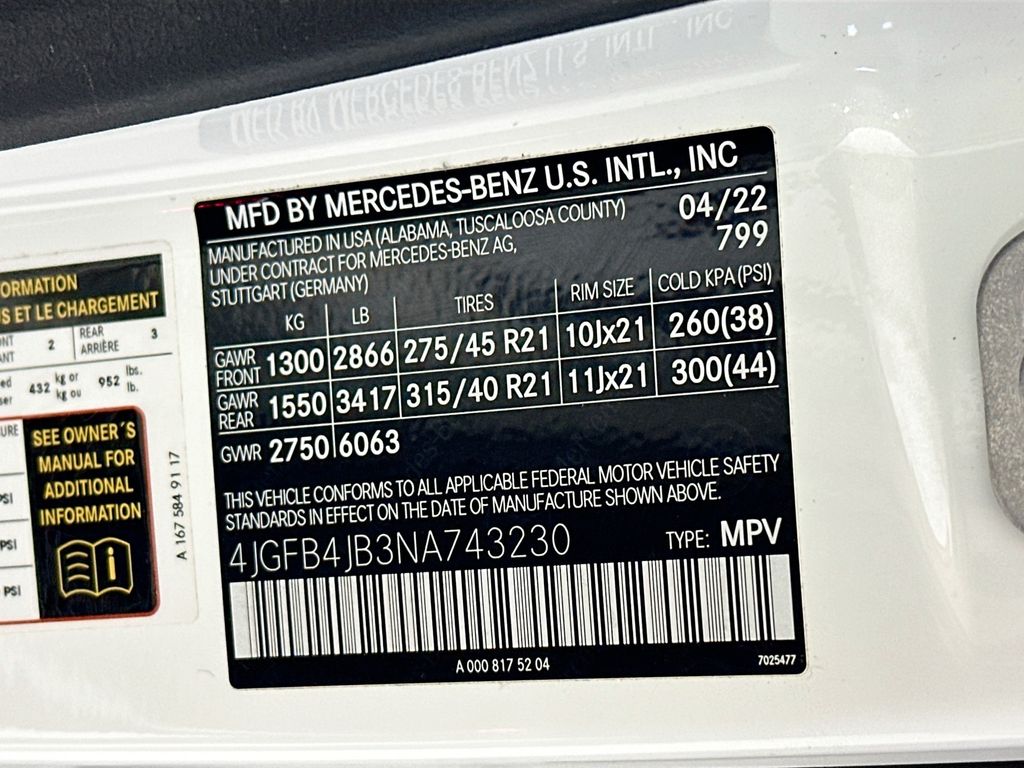 MFD BY MERCEDES-BENZ U.S. INTL., INC
MANUFACTURED IN USA (ALABAMA, TUSCALOOSA COUNTY) 04/22
UNDER CONTRACT FOR MERCEDES-BENZ AG, 799
STUTTGART (GERMANY)
KG LB TIRES RIM SIZE COLD KPA (PSI)
GAWR FRONT 1300 2866 275/45 R21 10Jx21 260(38)
GAWR REAR 1550 3417 315/40 R21 11Jx21 300(44)
GVWR 2750 6063
THIS VEHICLE CONFORMS TO ALL APPLICABLE FEDERAL MOTOR VEHICLE SAFETY
STANDARDS IN EFFECT ON THE DATE OF MANUFACTURE SHOWN ABOVE.
4JGFB4JB3NA743230 TYPE: MPV
A 000 817 52 04 7025477
ET LE CHARGEMENT
2 REAR 3
ARRIÈRE
432 kg or 952 lbs.
kg ou lb.
SEE OWNER´S
MANUAL FOR
ADDITIONAL
INFORMATION
PSI
PSI
A 167 584 91 17